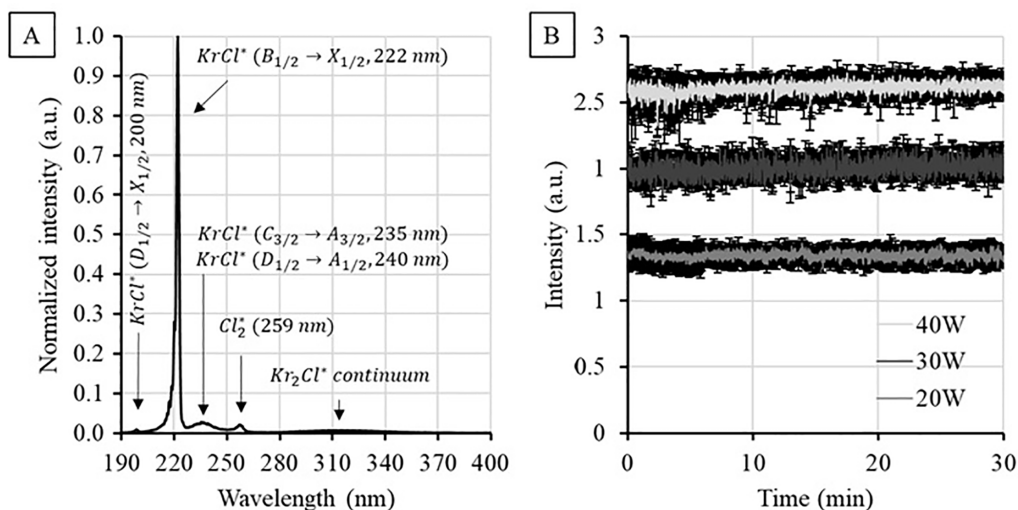 A
Normalized intensity (a.u.)
1.0
0.9
0.8
0.7
0.6
0.5
0.4
0.3
0.2
0.1
0.0
KrCl* (D₁/₂ → X₁/₂, 200 nm)
KrCl* (B₁/₂ → X₁/₂, 222 nm)
KrCl* (C₃/₂ → A₃/₂, 235 nm)
KrCl* (D₁/₂ → A₁/₂, 240 nm)
Cl₂* (259 nm)
Kr₂Cl* continuum
190 220 250 280 310 340 370 400
Wavelength (nm)
B
Intensity (a.u.)
3
2.5
1
1.5
1
0.5
0
40W
30W
20W
0 10 20 30
Time (min)